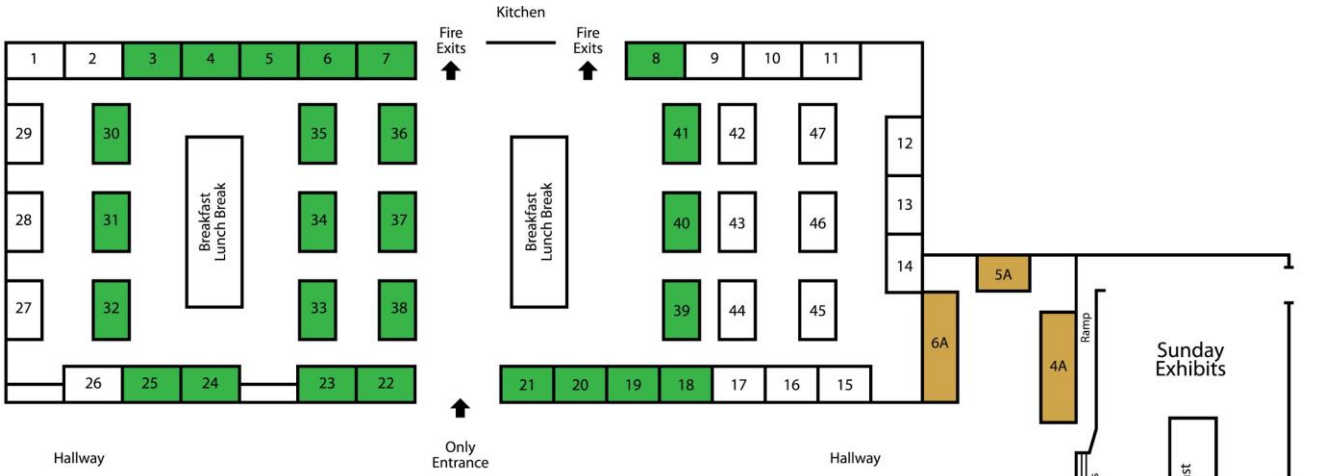 Kitchen
Fire
Exits
Fire
Exits
1 2 3 4 5 6 7
8 9 10 11
29 30 35 36
41 42 47
12
Breakfast
Lunch Break
Breakfast
Lunch Break
28 31 34 37
40 43 46
13
14
5A
27 32 33 38
39 44 45
6A
4A
Ramp
Sunday
Exhibits
26 25 24 23 22
21 20 19 18 17 16 15
Hallway
Only
Entrance
Hallway